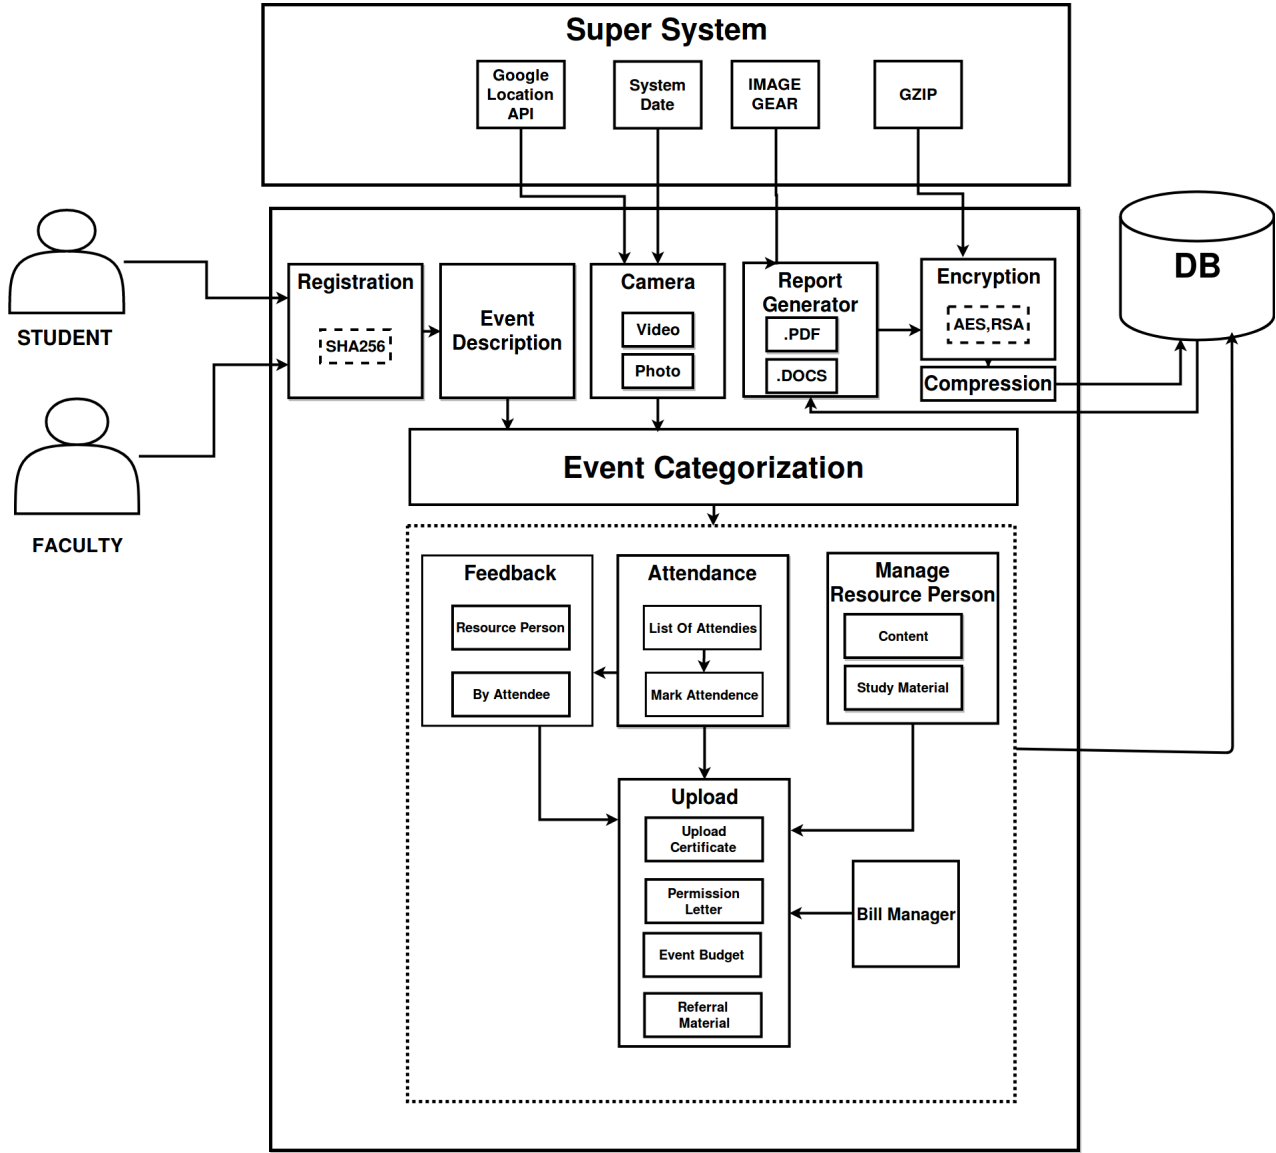 Super System
Google
Location
API
System
Date
IMAGE
GEAR
GZIP
STUDENT
FACULTY
Registration
SHA256
Event
Description
Camera
Video
Photo
Report
Generator
.PDF
.DOCS
Encryption
AES,RSA
Compression
DB
Event Categorization
Feedback
Resource Person
By Attendee
Attendance
List Of Attendies
Mark Attendence
Manage
Resource Person
Content
Study Material
Upload
Upload
Certificate
Permission
Letter
Event Budget
Referral
Material
Bill Manager